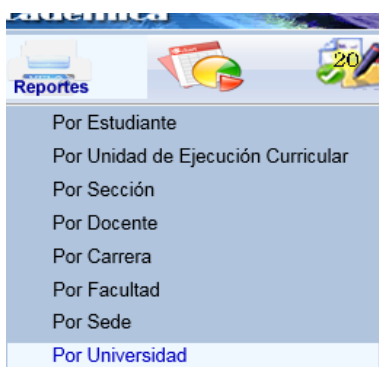 Reportes
20
Por Estudiante
Por Unidad de Ejecución Curricular
Por Sección
Por Docente
Por Carrera
Por Facultad
Por Sede
Por Universidad